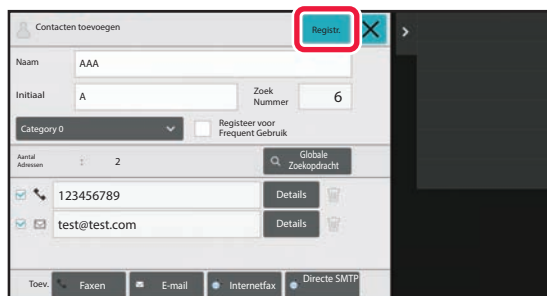 Contacten toevoegen
Registr.
Naam
AAA
Initiaal
A
Zoek
Nummer
6
Category 0
Registeer voor
Frequent Gebruik
Aantal
Adressen
:
2
Globale
Zoekopdracht
123456789
Details
test@test.com
Details
Toev.
Faxen
E-mail
Internetfax
Directe SMTP